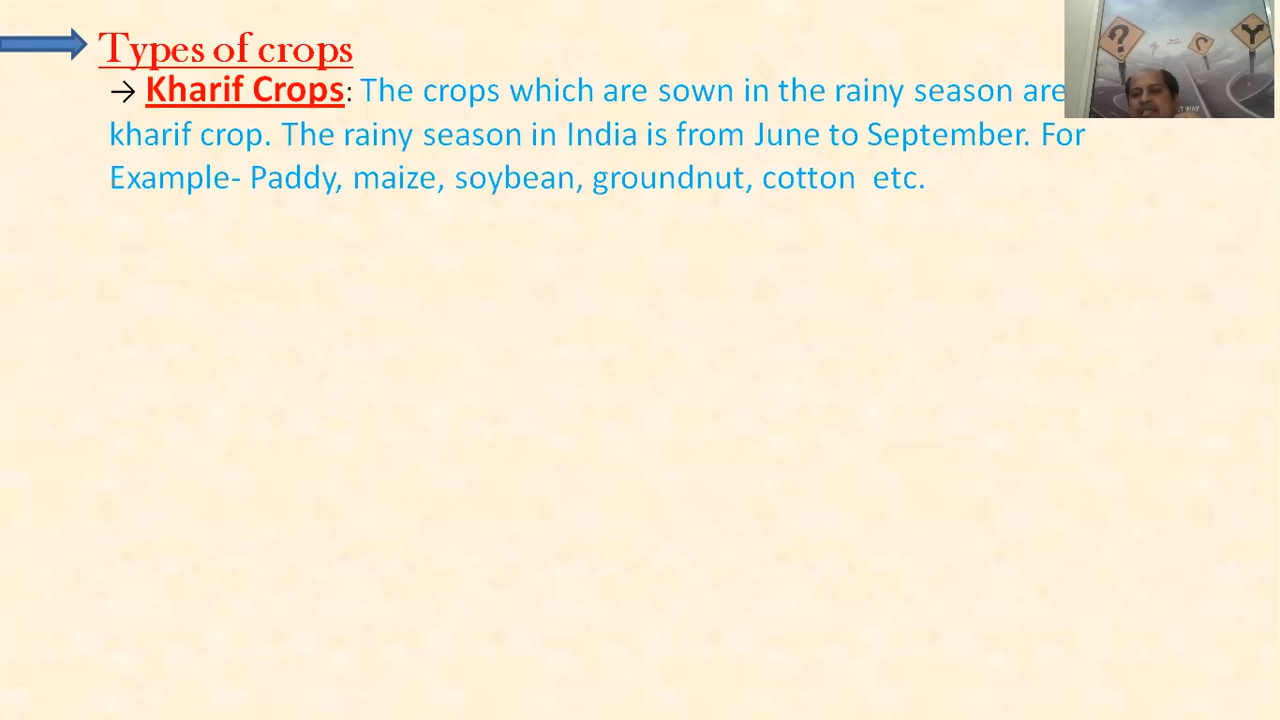 Types of crops
→ Kharif Crops: The crops which are sown in the rainy season are
kharif crop. The rainy season in India is from June to September. For
Example- Paddy, maize, soybean, groundnut, cotton etc.
?
WAY